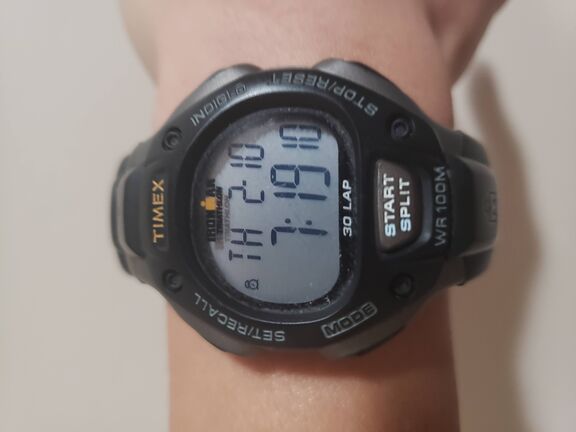 TIMEX
IRONMAN
TRIATHLON
SET/RECALL
INDIGLO
TH 2-10
7:19 10
30 LAP
MODE
STOP/RESET
START
SPLIT
WR 100M